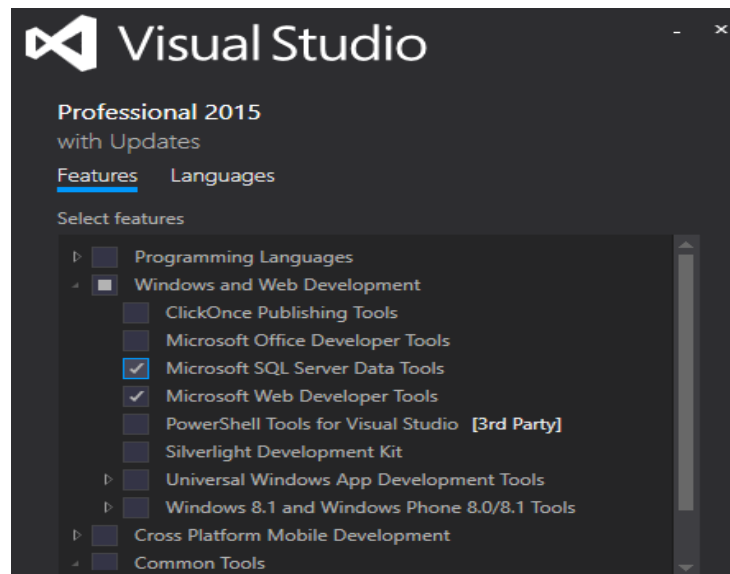 Visual Studio
Professional 2015
with Updates
Features Languages
Select features
Programming Languages
Windows and Web Development
ClickOnce Publishing Tools
Microsoft Office Developer Tools
Microsoft SQL Server Data Tools
Microsoft Web Developer Tools
PowerShell Tools for Visual Studio [3rd Party]
Silverlight Development Kit
Universal Windows App Development Tools
Windows 8.1 and Windows Phone 8.0/8.1 Tools
Cross Platform Mobile Development
Common Tools